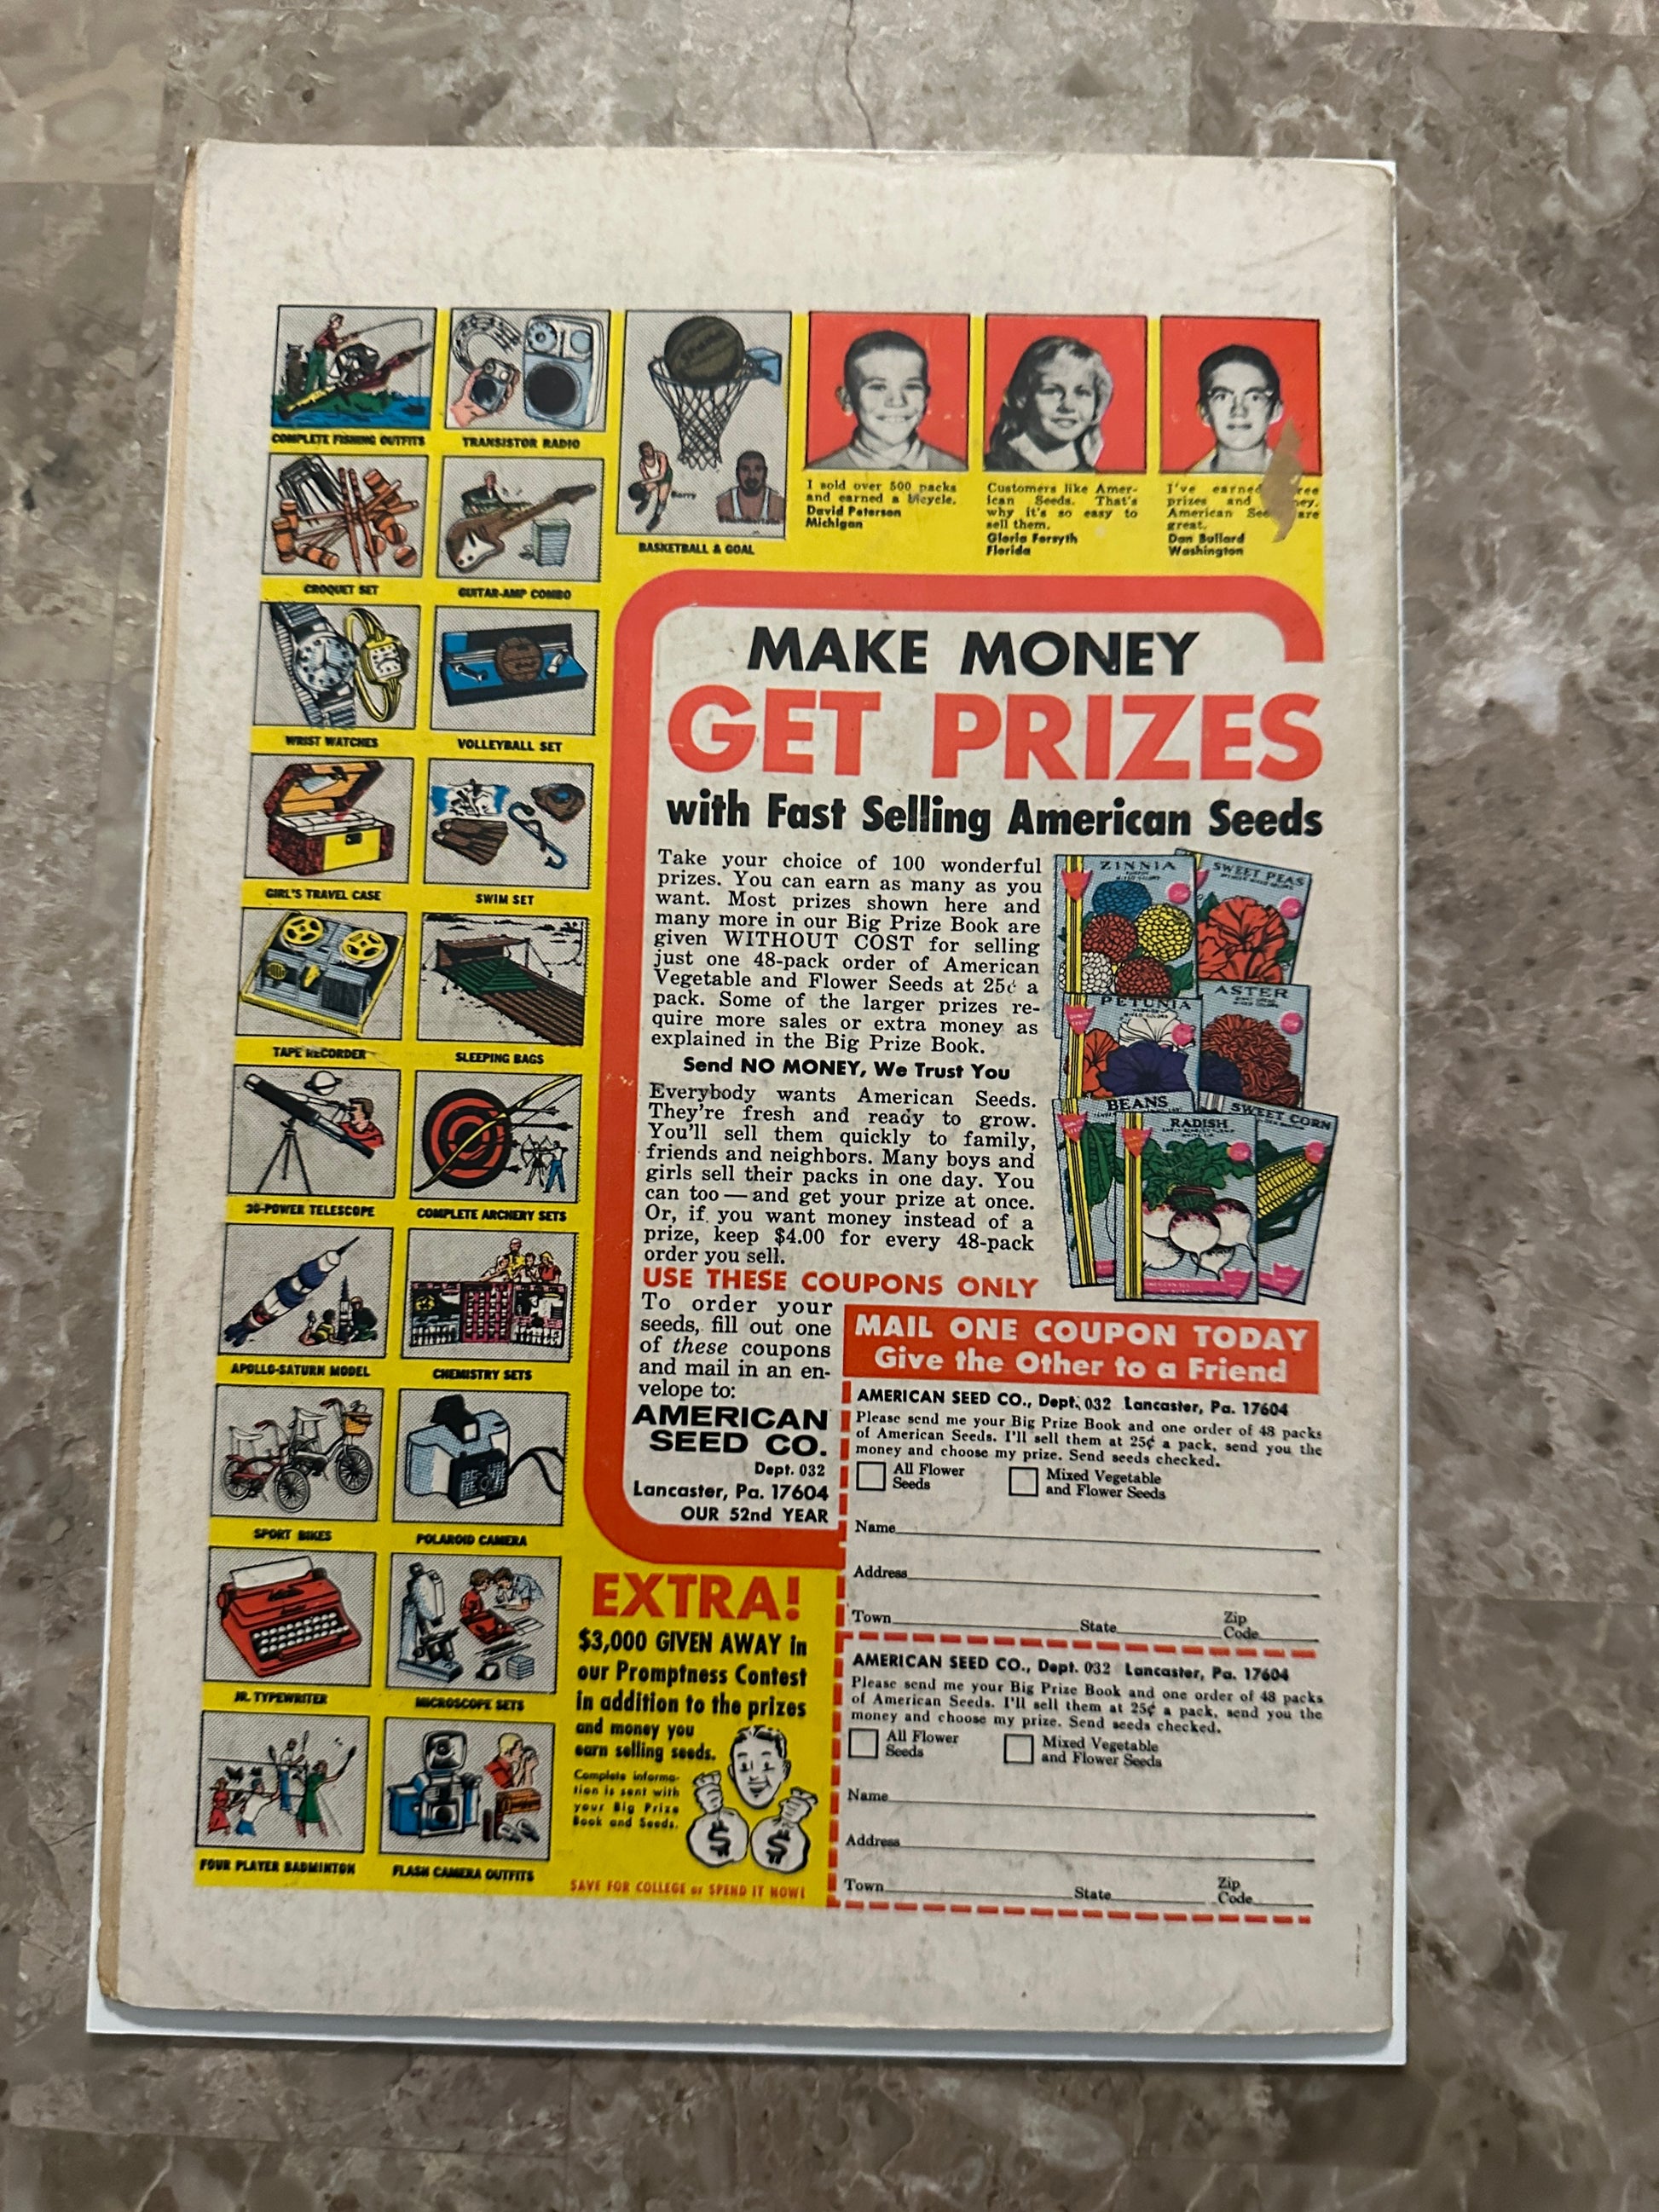 COMPLETE FISHING OUTFITS
TRANSISTOR RADIO
CROQUET SET
GUITAR-AMP COMBO
Barry
BASKETBALL & GOAL
WRIST WATCHES
VOLLEYBALL SET
GIRL'S TRAVEL CASE
SWIM SET
TAPE RECORDER
SLEEPING BAGS
30-POWER TELESCOPE
COMPLETE ARCHERY SETS
APOLLO-SATURN MODEL
CHEMISTRY SETS
SPORT BIKES
POLAROID CAMERA
JR. TYPEWRITER
MICROSCOPE SETS
FOUR PLAYER BADMINTON
FLASH CAMERA OUTFITS
I sold over 500 packs
and earned a bicycle.
David Peterson
Michigan
Customers like Amer-
ican Seeds. That's
why it's so easy to
sell them.
Gloria Forsyth
Florida
I've earned
prizes and
American are
great.
Dan Bullard
Washington
MAKE MONEY
GET PRIZES
with Fast Selling American Seeds
Take your choice of 100 wonderful
prizes. You can earn as many as you
want. Most prizes shown here and
many more in our Big Prize Book are
given WITHOUT COST for selling
just one 48-pack order of American
Vegetable and Flower Seeds at 25¢ a
pack. Some of the larger prizes re-
quire more sales or extra money as
explained in the Big Prize Book.
Send NO MONEY, We Trust You
Everybody wants American Seeds.
They're fresh and ready to grow.
You'll sell them quickly to family,
friends and neighbors. Many boys and
girls sell their packs in one day. You
can too — and get your prize at once.
Or, if you want money instead of a
prize, keep $4.00 for every 48-pack
order you sell.
ZINNIA
SWEET PEAS
PETUNIA
ASTER
BEANS
RADISH
SWEET CORN
USE THESE COUPONS ONLY
To order your
seeds, fill out one
of these coupons
and mail in an en-
velope to:
AMERICAN
SEED CO.
Dept. 032
Lancaster, Pa. 17604
OUR 52nd YEAR
MAIL ONE COUPON TODAY
Give the Other to a Friend
AMERICAN SEED CO., Dept. 032 Lancaster, Pa. 17604
Please send me your Big Prize Book and one order of 48 packs
of American Seeds. I'll sell them at 25¢ a pack, send you the
money and choose my prize. Send seeds checked.
All Flower
Seeds
Mixed Vegetable
and Flower Seeds
Name
Address
Town State Zip
Code
AMERICAN SEED CO., Dept. 032 Lancaster, Pa. 17604
Please send me your Big Prize Book and one order of 48 packs
of American Seeds. I'll sell them at 25¢ a pack, send you the
money and choose my prize. Send seeds checked.
All Flower
Seeds
Mixed Vegetable
and Flower Seeds
Name
Address
Town State Zip
Code
EXTRA!
$3,000 GIVEN AWAY in
our Promptness Contest
in addition to the prizes
and money you
earn selling seeds.
Complete informa-
tion is sent with
your Big Prize
Book and Seeds.
$ $
SAVE FOR COLLEGE or SPEND IT NOW!